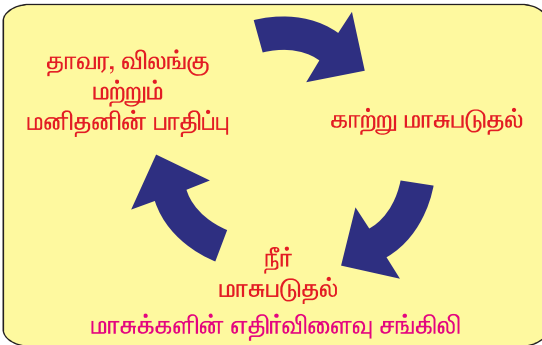 தாவர, விலங்கு
மற்றும்
மனிதனின் பாதிப்பு
காற்று மாசுபடுதல்
நீர்
மாசுபடுதல்
மாசுக்களின் எதிர்விளைவு சங்கிலி